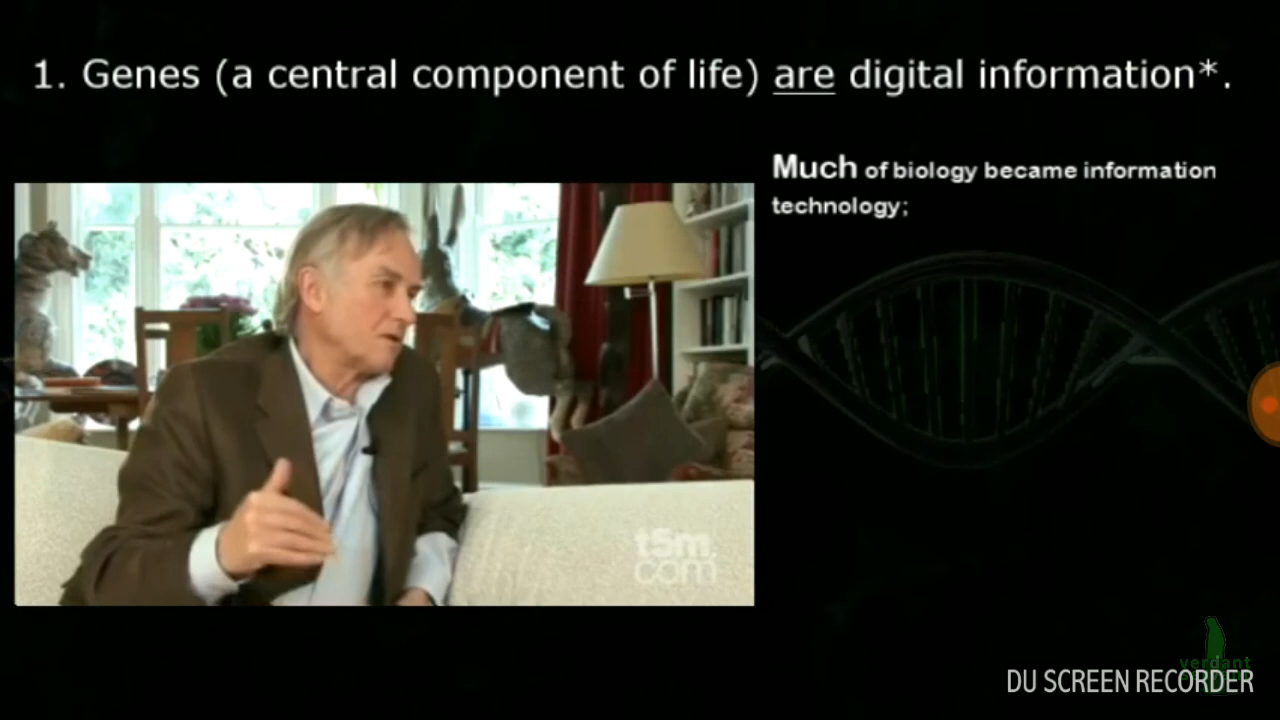 1. Genes (a central component of life) are digital information*.
Much of biology became information
technology;
t5m.
com
verdant
DU SCREEN RECORDER